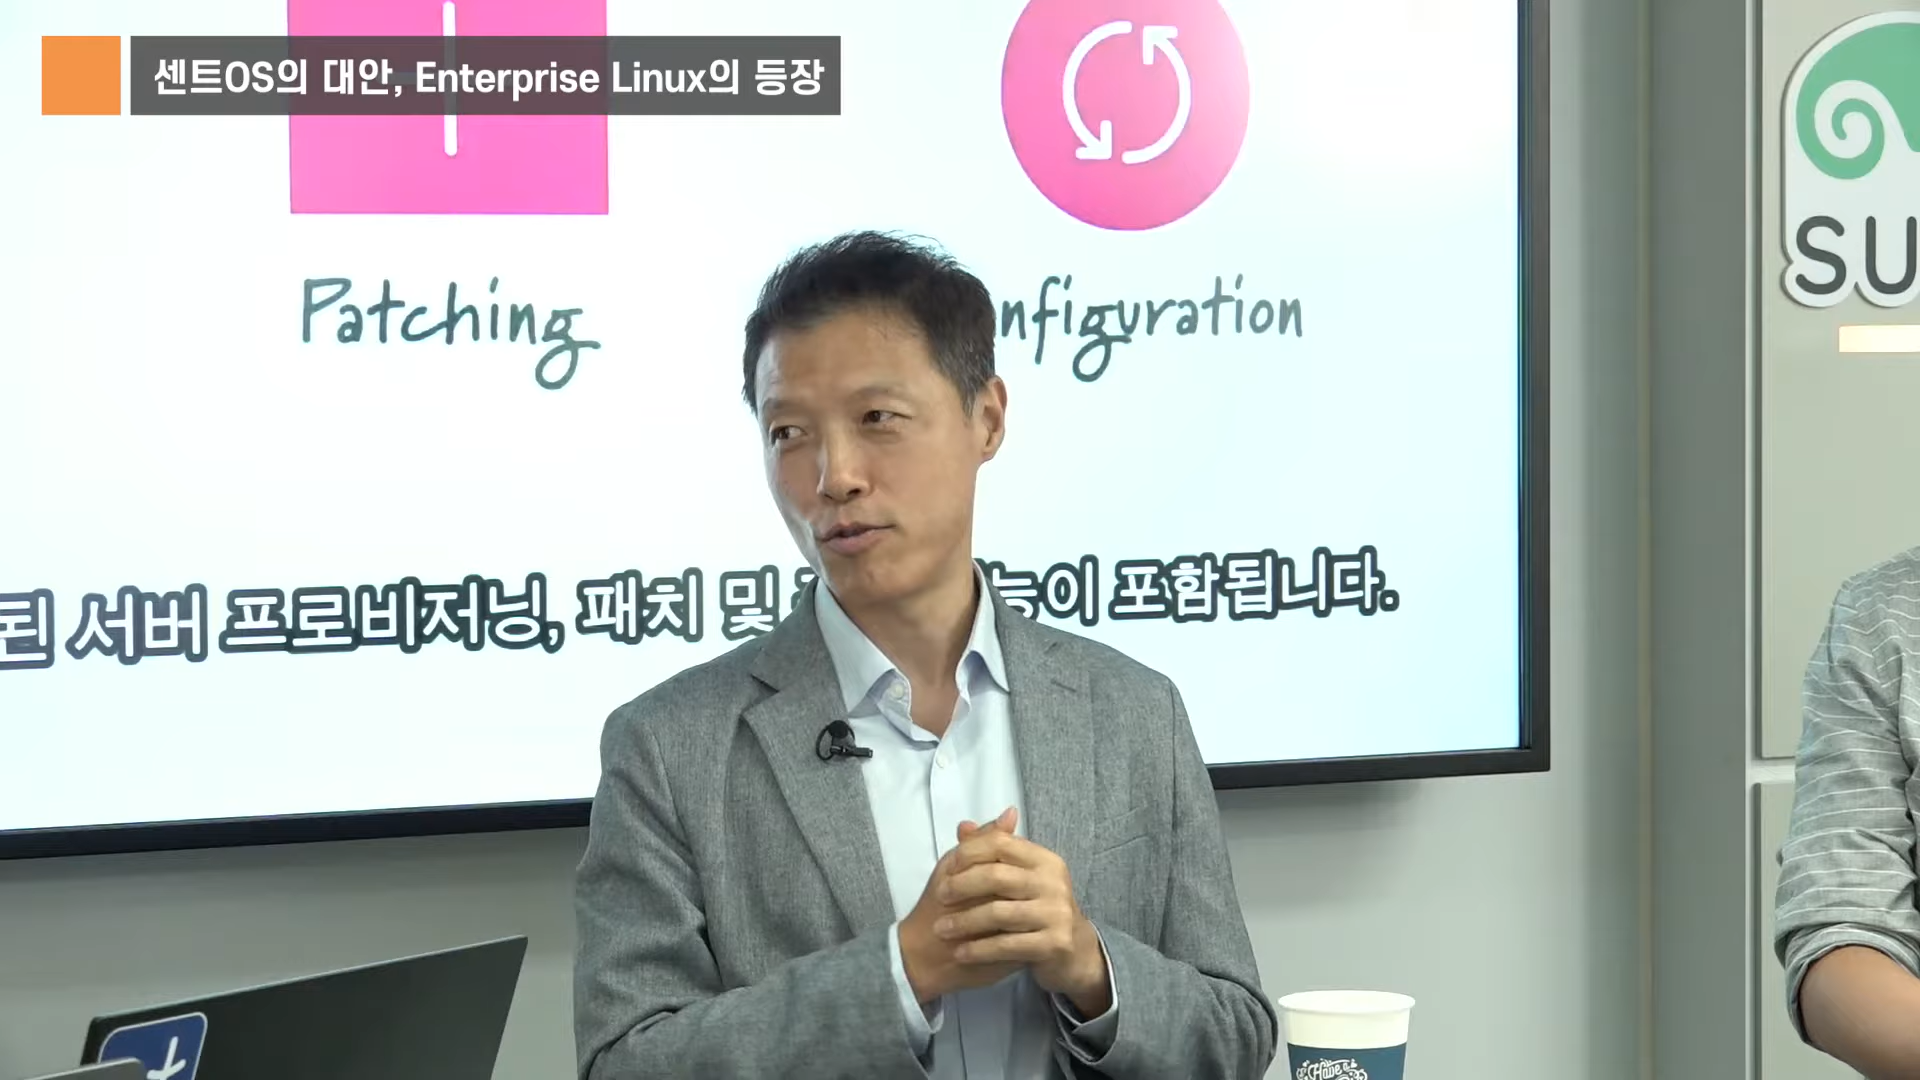 센트OS의 대안, Enterprise Linux의 등장
SU
Patching
nfiguration
된 서버 프로비저닝, 패치 및 능이 포함됩니다.
Have a